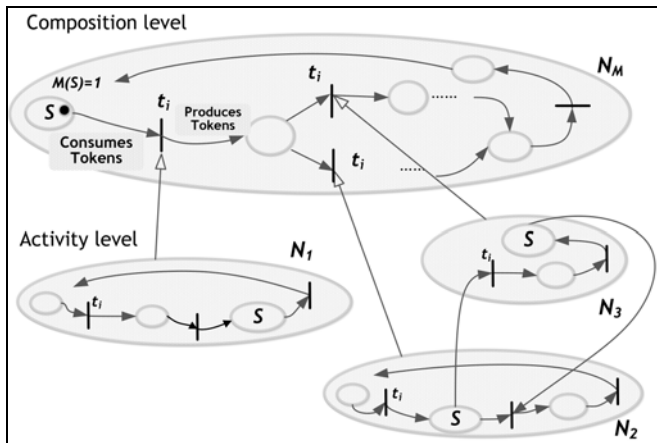 Composition level
N_M
M(S)=1
t_i
Produces
Tokens
t_i
S
Consumes
Tokens
t_i
......
......
Activity level
N_1
S
t_i
N_3
t_i
S
t_i
S
N_2